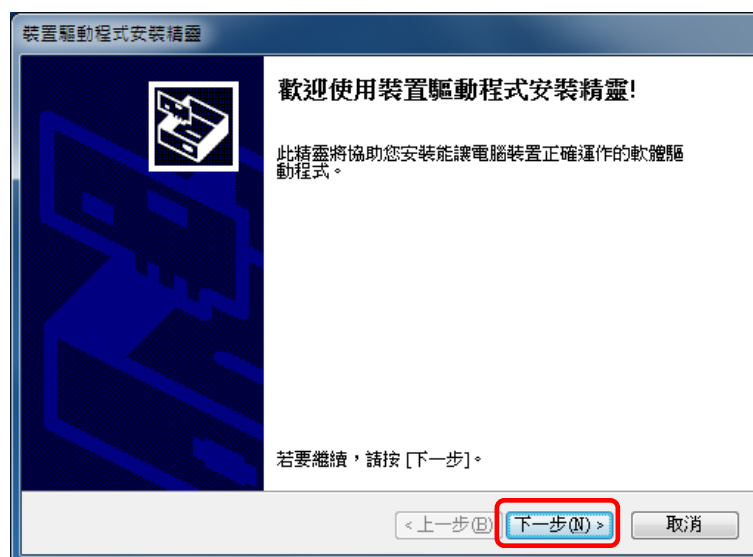 裝置驅動程式安裝精靈
歡迎使用裝置驅動程式安裝精靈!
此精靈將協助您安裝能讓電腦裝置正確運作的軟體驅
動程式。
若要繼續，請按 [下一步]。
< 上一步(B) 下一步(N) > 取消